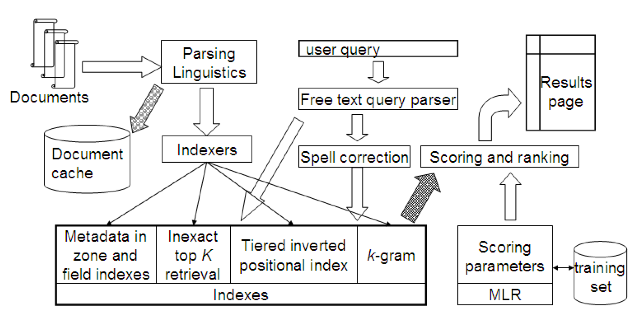 Documents
Parsing
Linguistics
user query
Free text query parser
Results
page
Document
cache
Indexers
Spell correction
Scoring and ranking
Metadata in
zone and
field indexes
Inexact
top K
retrieval
Tiered inverted
positional index
k-gram
Indexes
Scoring
parameters
MLR
training
set